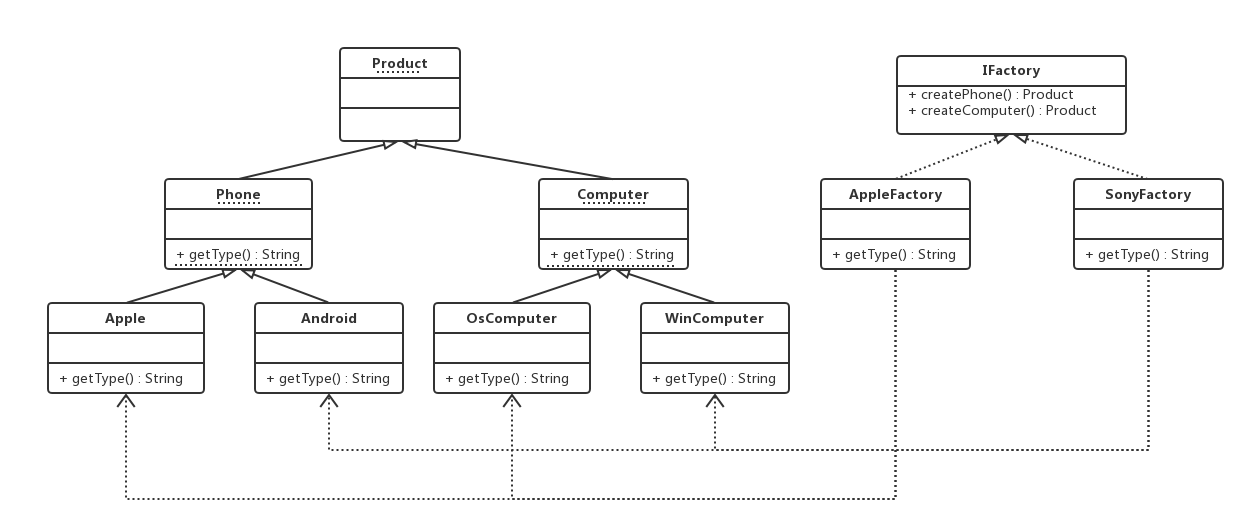 Product
IFactory
+ createPhone() : Product
+ createComputer() : Product
Phone
+ getType() : String
Computer
+ getType() : String
AppleFactory
+ getType() : String
SonyFactory
+ getType() : String
Apple
+ getType() : String
Android
+ getType() : String
OsComputer
+ getType() : String
WinComputer
+ getType() : String